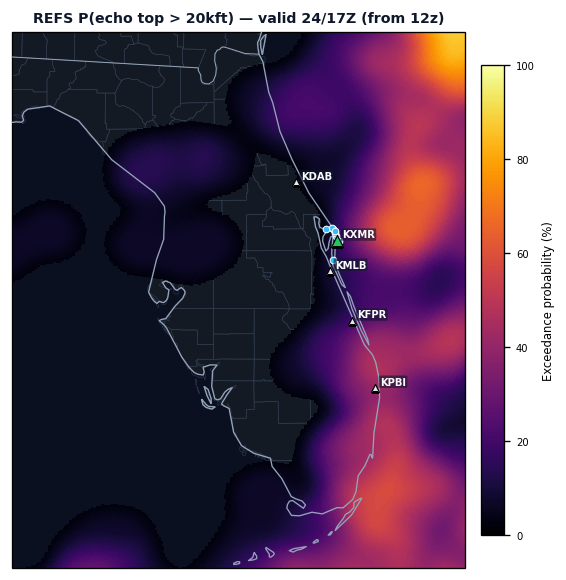 REFS P(echo top > 20kft) — valid 24/17Z (from 12z)
KDAB
KXMR
KMLB
KFPR
KPBI
100
80
60
40
20
0
Exceedance probability (%)